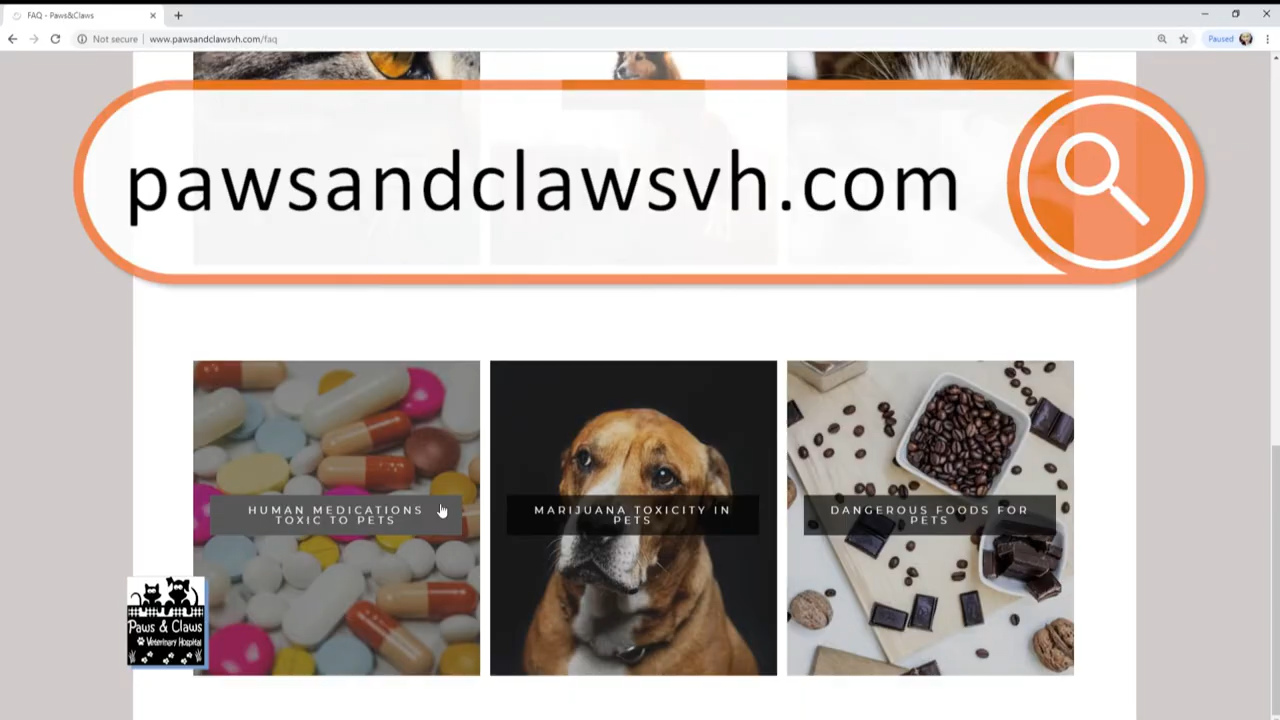 FAQ - Paws&Claws
Not secure
www.pawsandclawsvh.com/faq
Paused
pawsandclawsvh.com
HUMAN MEDICATIONS
TOXIC TO PETS
MARIJUANA TOXICITY IN
PETS
DANGEROUS FOODS FOR
PETS
Paws & Claws
Veterinary Hospital